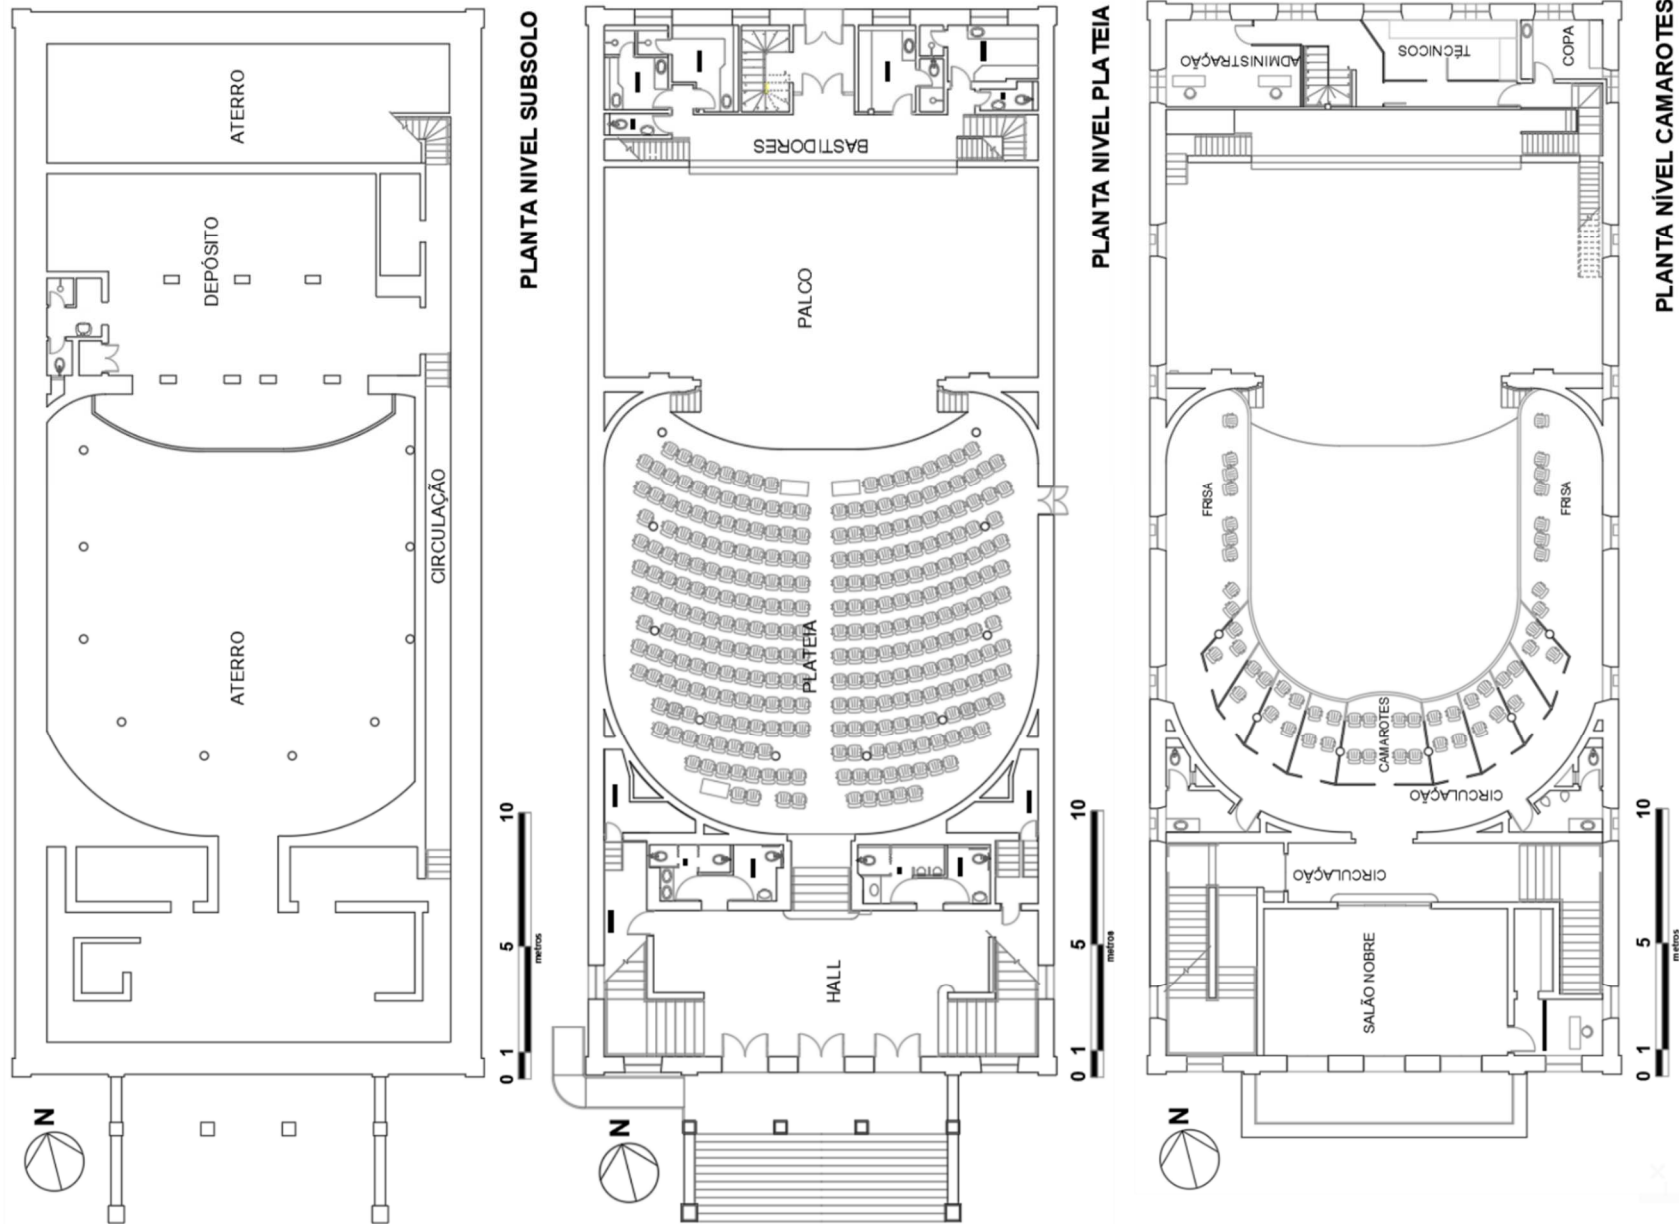 ATERRO
DEPÓSITO
ATERRO
CIRCULAÇÃO
PLANTA NIVEL SUBSOLO
0 1 5 10
metros
N
BASTIDORES
PALCO
PLATEIA
HALL
PLANTA NIVEL PLATEIA
0 1 5 10
metros
N
ADMINISTRAÇÃO
TÉCNICOS
COPA
FRISA
FRISA
CAMAROTES
CIRCULAÇÃO
CIRCULAÇÃO
SALÃO NOBRE
PLANTA NÍVEL CAMAROTES
0 1 5 10
metros
N